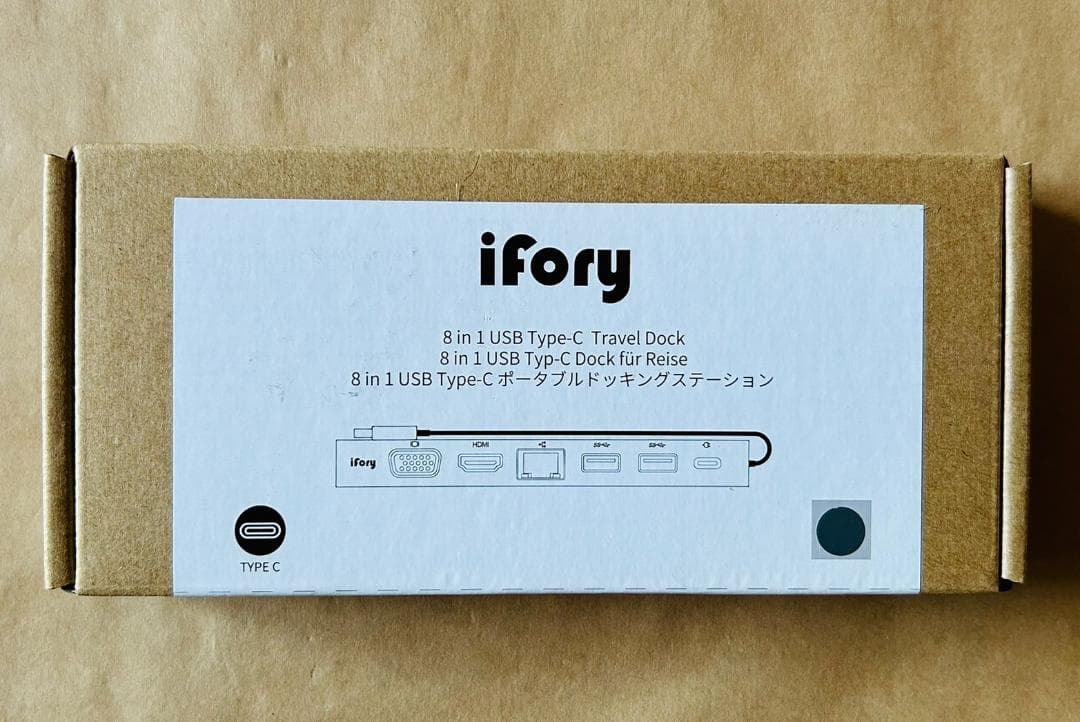 iFory
8 in 1 USB Type-C Travel Dock
8 in 1 USB Typ-C Dock für Reise
8 in 1 USB Type-C ポータブルドッキングステーション
HDMI
SS SS
iFory
TYPE C